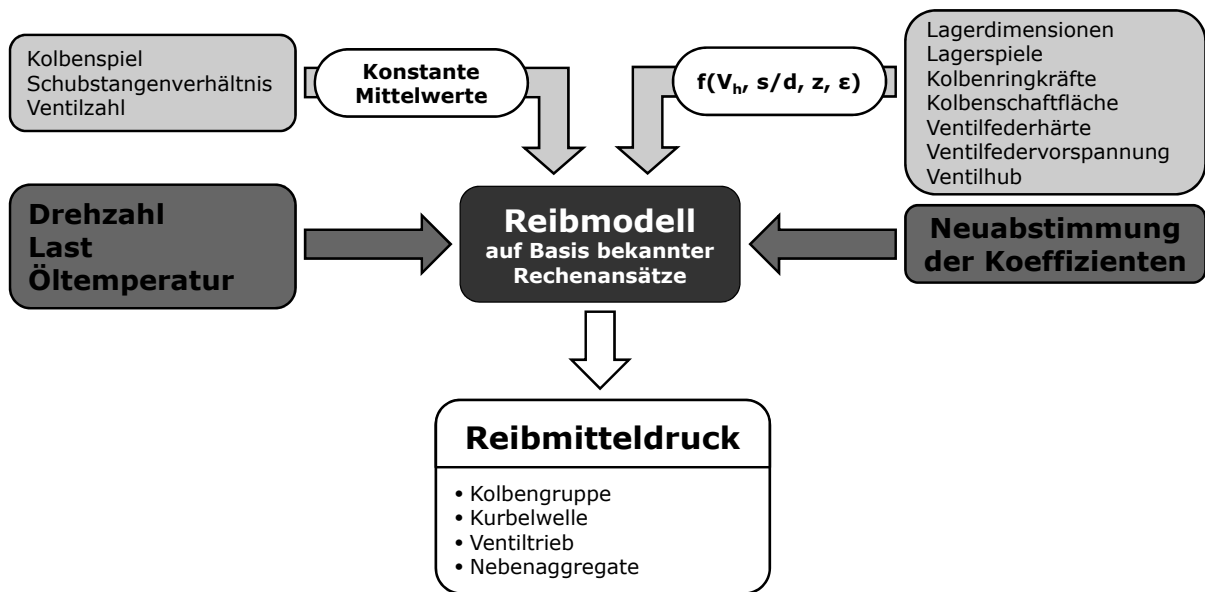 Kolbenspiel
Schubstangenverhältnis
Ventilzahl
Konstante
Mittelwerte
f(Vₕ, s/d, z, ε)
Lagerdimensionen
Lagerspiele
Kolbenringkräfte
Kolbenschaftfläche
Ventilfederhärte
Ventilfedervorspannung
Ventilhub
Drehzahl
Last
Öltemperatur
Reibmodell
auf Basis bekannter
Rechenansätze
Neuabstimmung
der Koeffizienten
Reibmitteldruck
• Kolbengruppe
• Kurbelwelle
• Ventiltrieb
• Nebenaggregate